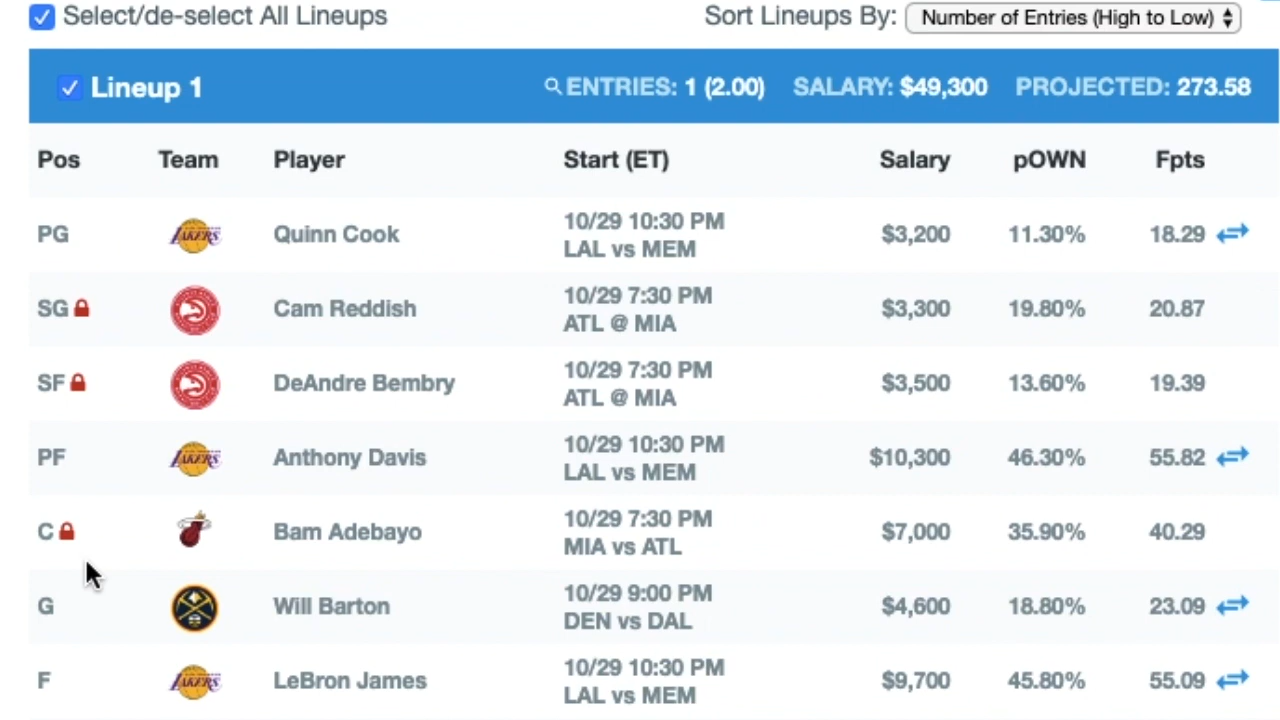 Select/de-select All Lineups Sort Lineups By: Number of Entries (High to Low)
Lineup 1 ENTRIES: 1 (2.00) SALARY: $49,300 PROJECTED: 273.58
Pos Team Player Start (ET) Salary pOWN Fpts
PG LAKERS Quinn Cook 10/29 10:30 PM LAL vs MEM $3,200 11.30% 18.29
SG Cam Reddish 10/29 7:30 PM ATL @ MIA $3,300 19.80% 20.87
SF DeAndre Bembry 10/29 7:30 PM ATL @ MIA $3,500 13.60% 19.39
PF LAKERS Anthony Davis 10/29 10:30 PM LAL vs MEM $10,300 46.30% 55.82
C Bam Adebayo 10/29 7:30 PM MIA vs ATL $7,000 35.90% 40.29
G Will Barton 10/29 9:00 PM DEN vs DAL $4,600 18.80% 23.09
F LAKERS LeBron James 10/29 10:30 PM LAL vs MEM $9,700 45.80% 55.09